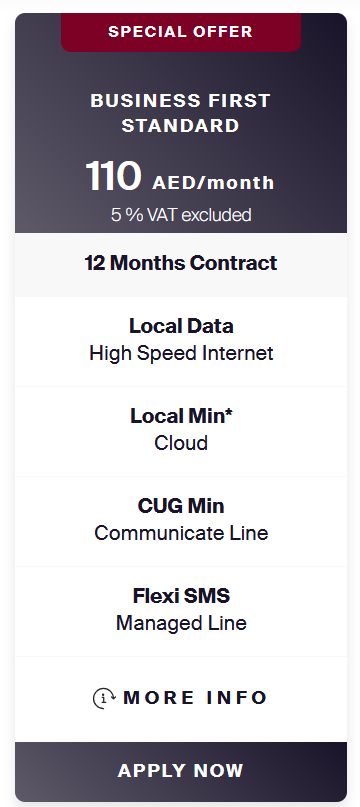 SPECIAL OFFER
BUSINESS FIRST
STANDARD
110 AED/month
5 % VAT excluded
12 Months Contract
Local Data
High Speed Internet
Local Min*
Cloud
CUG Min
Communicate Line
Flexi SMS
Managed Line
MORE INFO
APPLY NOW